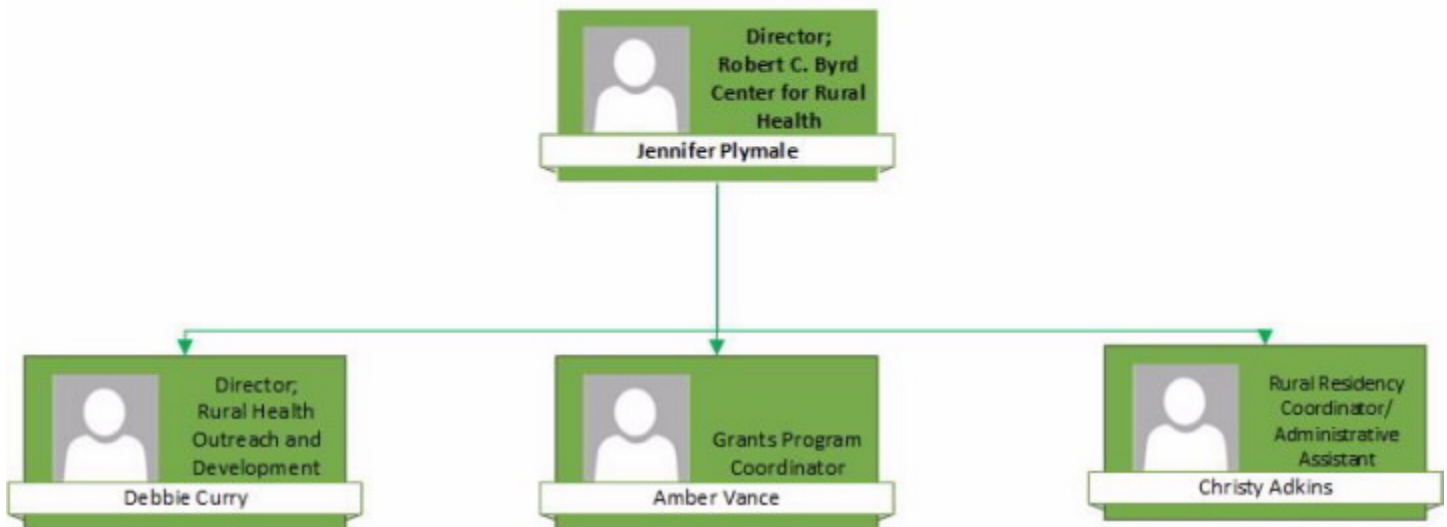 Director;
Robert C. Byrd
Center for Rural
Health
Jennifer Plymale
Director;
Rural Health
Outreach and
Development
Debbie Curry
Grants Program
Coordinator
Amber Vance
Rural Residency
Coordinator/
Administrative
Assistant
Christy Adkins